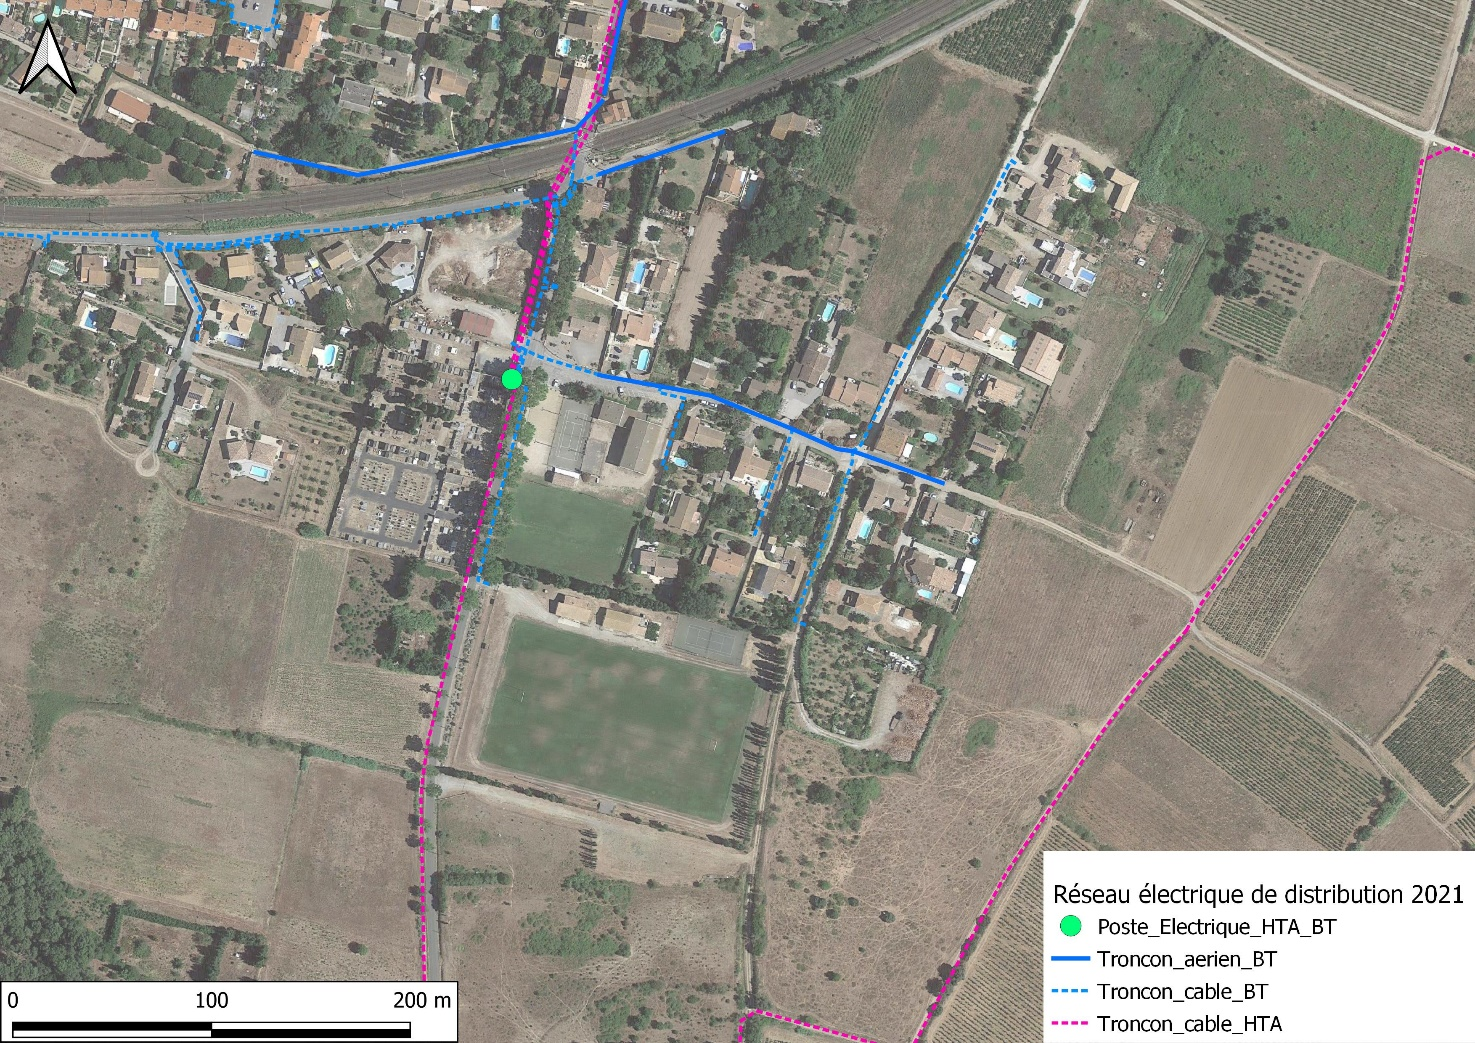 Réseau électrique de distribution 2021
Poste_Electrique_HTA_BT
Troncon_aerien_BT
Troncon_cable_BT
Troncon_cable_HTA
0 100 200 m